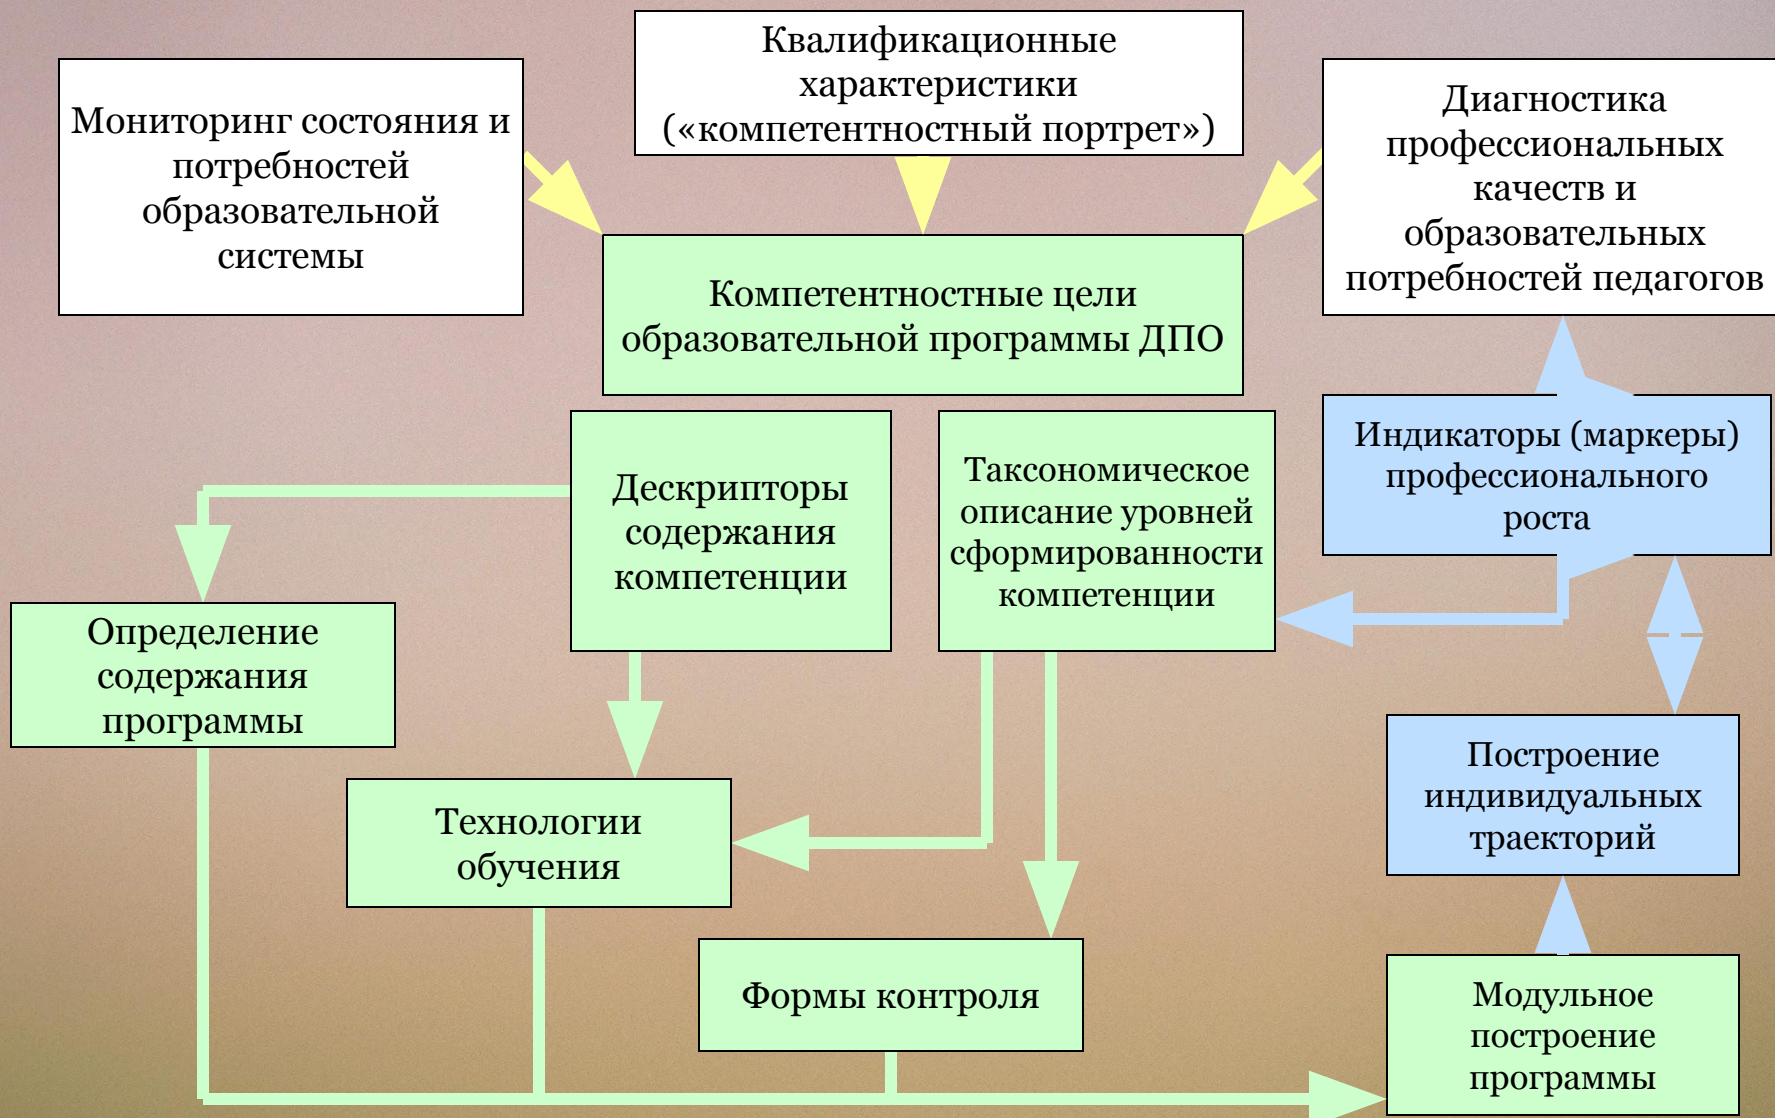 Квалификационные
характеристики
(«компетентностный портрет»)
Мониторинг состояния и
потребностей
образовательной
системы
Диагностика
профессиональных
качеств и
образовательных
потребностей педагогов
Компетентностные цели
образовательной программы ДПО
Дескрипторы
содержания
компетенции
Таксономическое
описание уровней
сформированности
компетенции
Индикаторы (маркеры)
профессионального
роста
Определение
содержания
программы
Технологии
обучения
Построение
индивидуальных
траекторий
Формы контроля
Модульное
построение
программы